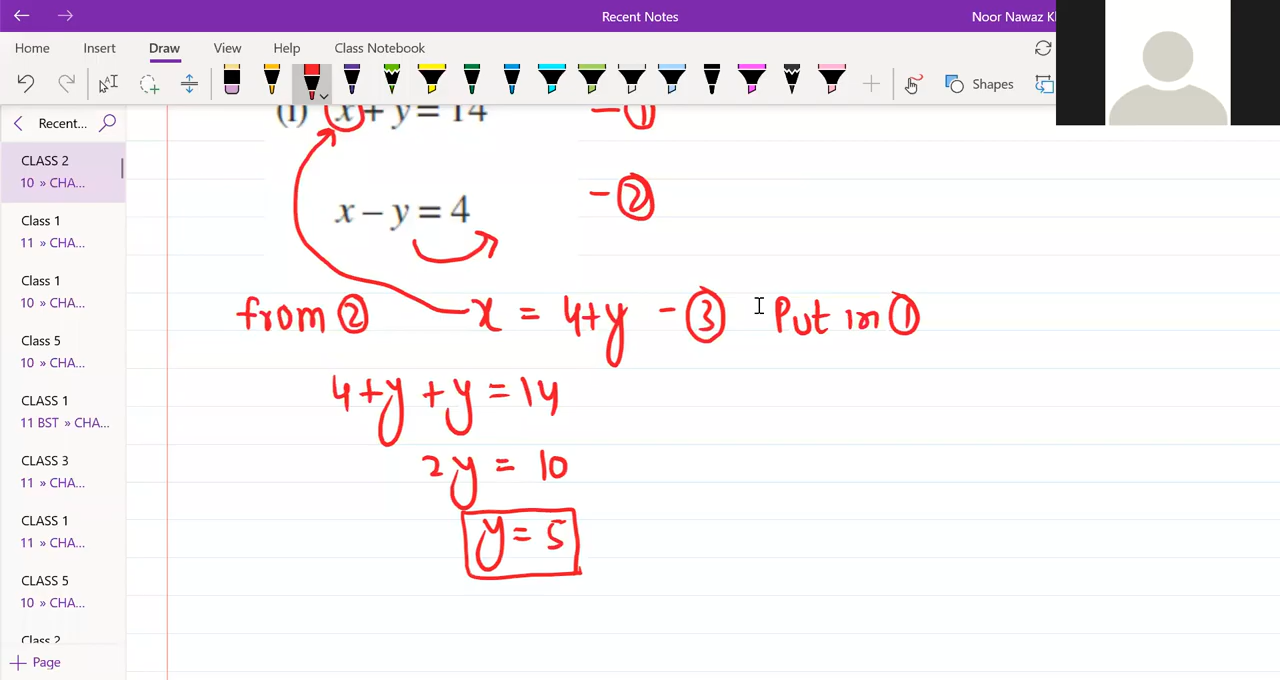 Recent Notes
Noor Nawaz
Home Insert Draw View Help Class Notebook
Shapes
Recent...
CLASS 2
10 » CHA...
Class 1
11 » CHA...
Class 1
10 » CHA...
Class 5
10 » CHA...
CLASS 1
11 BST » CHA...
CLASS 3
11 » CHA...
CLASS 1
11 » CHA...
CLASS 5
10 » CHA...
Class 2
Page
(i) x + y = 14 - ①
x – y = 4 - ②
from ② x = 4+y - ③ Put in ①
4+y + y = 14
2y = 10
y = 5